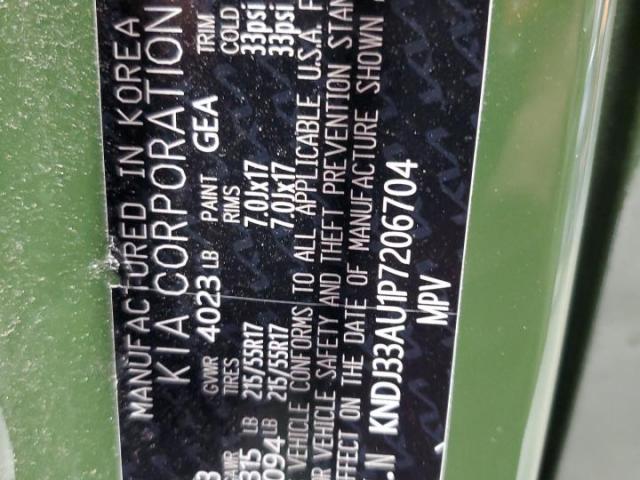 MANUFACTURED IN KOREA
KIA CORPORATION
GVWR 4023 LB PAINT GEA TRIM
TIRES RIMS COLD
315 LB 215/55R17 7.0Jx17 33psi
094 LB 215/55R17 7.0Jx17 33psi
VEHICLE CONFORMS TO ALL APPLICABLE U.S.A. F
VEHICLE SAFETY AND THEFT PREVENTION STAN
EFFECT ON THE DATE OF MANUFACTURE SHOWN
.N KNDJ33AU1P7206704
MPV